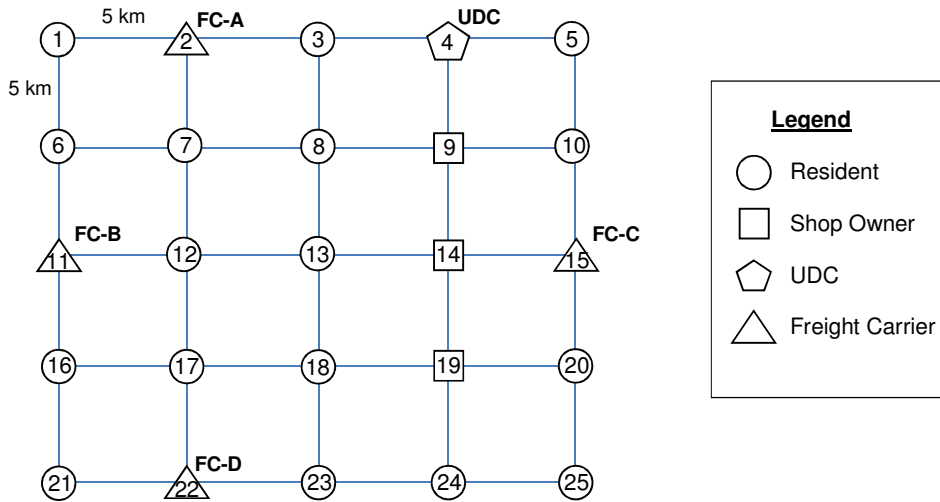 5 km FC-A UDC
1 2 3 4 5
5 km
6 7 8 9 10
FC-B FC-C
11 12 13 14 15
16 17 18 19 20
FC-D
21 22 23 24 25
Legend
Resident
Shop Owner
UDC
Freight Carrier